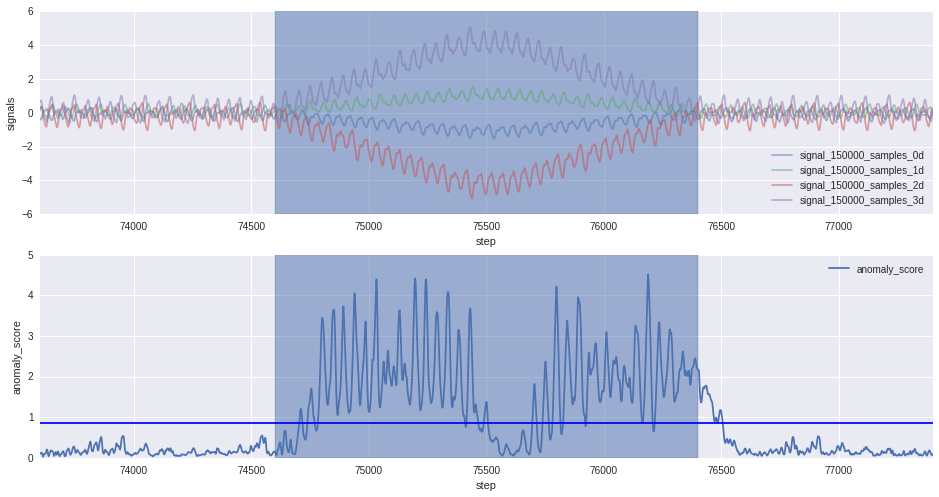 6
4
2
0
−2
−4
−6
signals
74000 74500 75000 75500 76000 76500 77000
step
signal_150000_samples_0d
signal_150000_samples_1d
signal_150000_samples_2d
signal_150000_samples_3d
5
4
3
2
1
0
anomaly_score
anomaly_score
74000 74500 75000 75500 76000 76500 77000
step